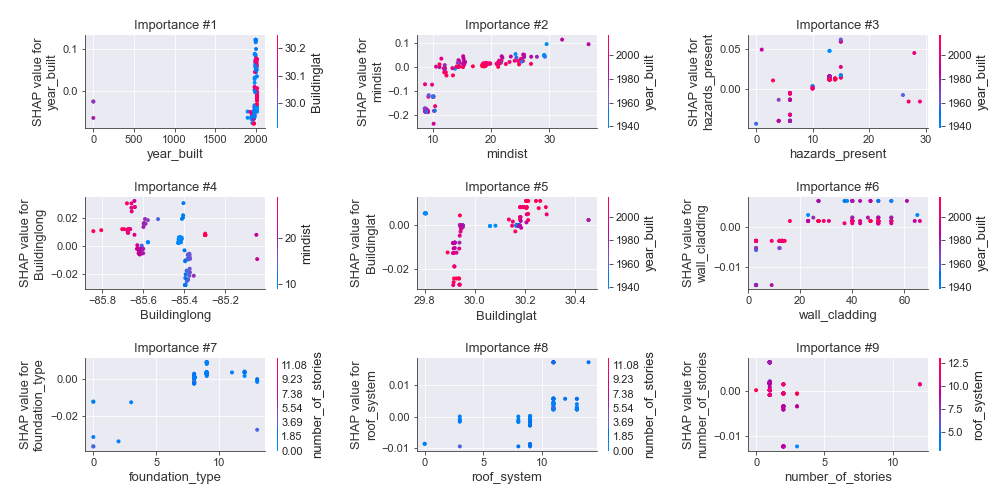 Importance #1
SHAP value for
year_built
0.1
0.0
0
500
1000
1500
2000
year_built
30.2
30.1
30.0
Buildinglat
Importance #2
SHAP value for
mindist
0.1
0.0
−0.1
−0.2
10
20
30
mindist
2000
1980
1960
1940
year_built
Importance #3
SHAP value for
hazards_present
0.05
0.00
0
10
20
30
hazards_present
2000
1980
1960
1940
year_built
Importance #4
SHAP value for
Buildinglong
0.02
0.00
−0.02
−85.8
−85.6
−85.4
−85.2
Buildinglong
20
10
mindist
Importance #5
SHAP value for
Buildinglat
0.00
−0.02
29.8
30.0
30.2
30.4
Buildinglat
2000
1980
1960
1940
year_built
Importance #6
SHAP value for
wall_cladding
0.00
−0.01
0
20
40
60
wall_cladding
2000
1980
1960
1940
year_built
Importance #7
SHAP value for
foundation_type
0.00
−0.02
0
5
10
foundation_type
11.08
9.23
7.38
5.54
3.69
1.85
0.00
number_of_stories
Importance #8
SHAP value for
roof_system
0.01
0.00
−0.01
0
5
10
roof_system
11.08
9.23
7.38
5.54
3.69
1.85
0.00
number_of_stories
Importance #9
SHAP value for
number_of_stories
0.00
−0.01
0
5
10
number_of_stories
12.5
10.0
7.5
5.0
roof_system